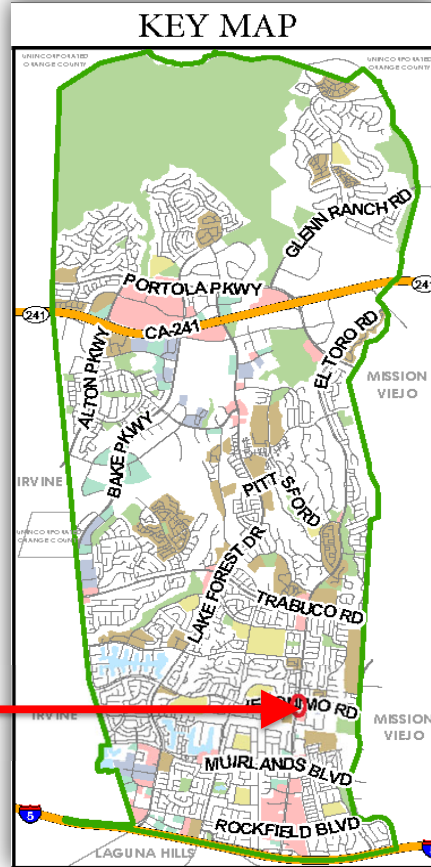 KEY MAP
UNINCORPORATED
ORANGE COUNTY
UNINCORPORATED
ORANGE COUNTY
GLENN RANCH RD
PORTOLA PKWY
241
241
CA-241
EL TORO RD
ALTON PKWY
MISSION
VIEJO
BAKE PKWY
IRVINE
PITTSFORD
UNINCORPORATED
ORANGE COUNTY
LAKE FOREST DR
TRABUCO RD
MO RD
IRVINE
MISSION
VIEJO
MUIRLANDS BLVD
5
ROCKFIELD BLVD
LAGUNA HILLS